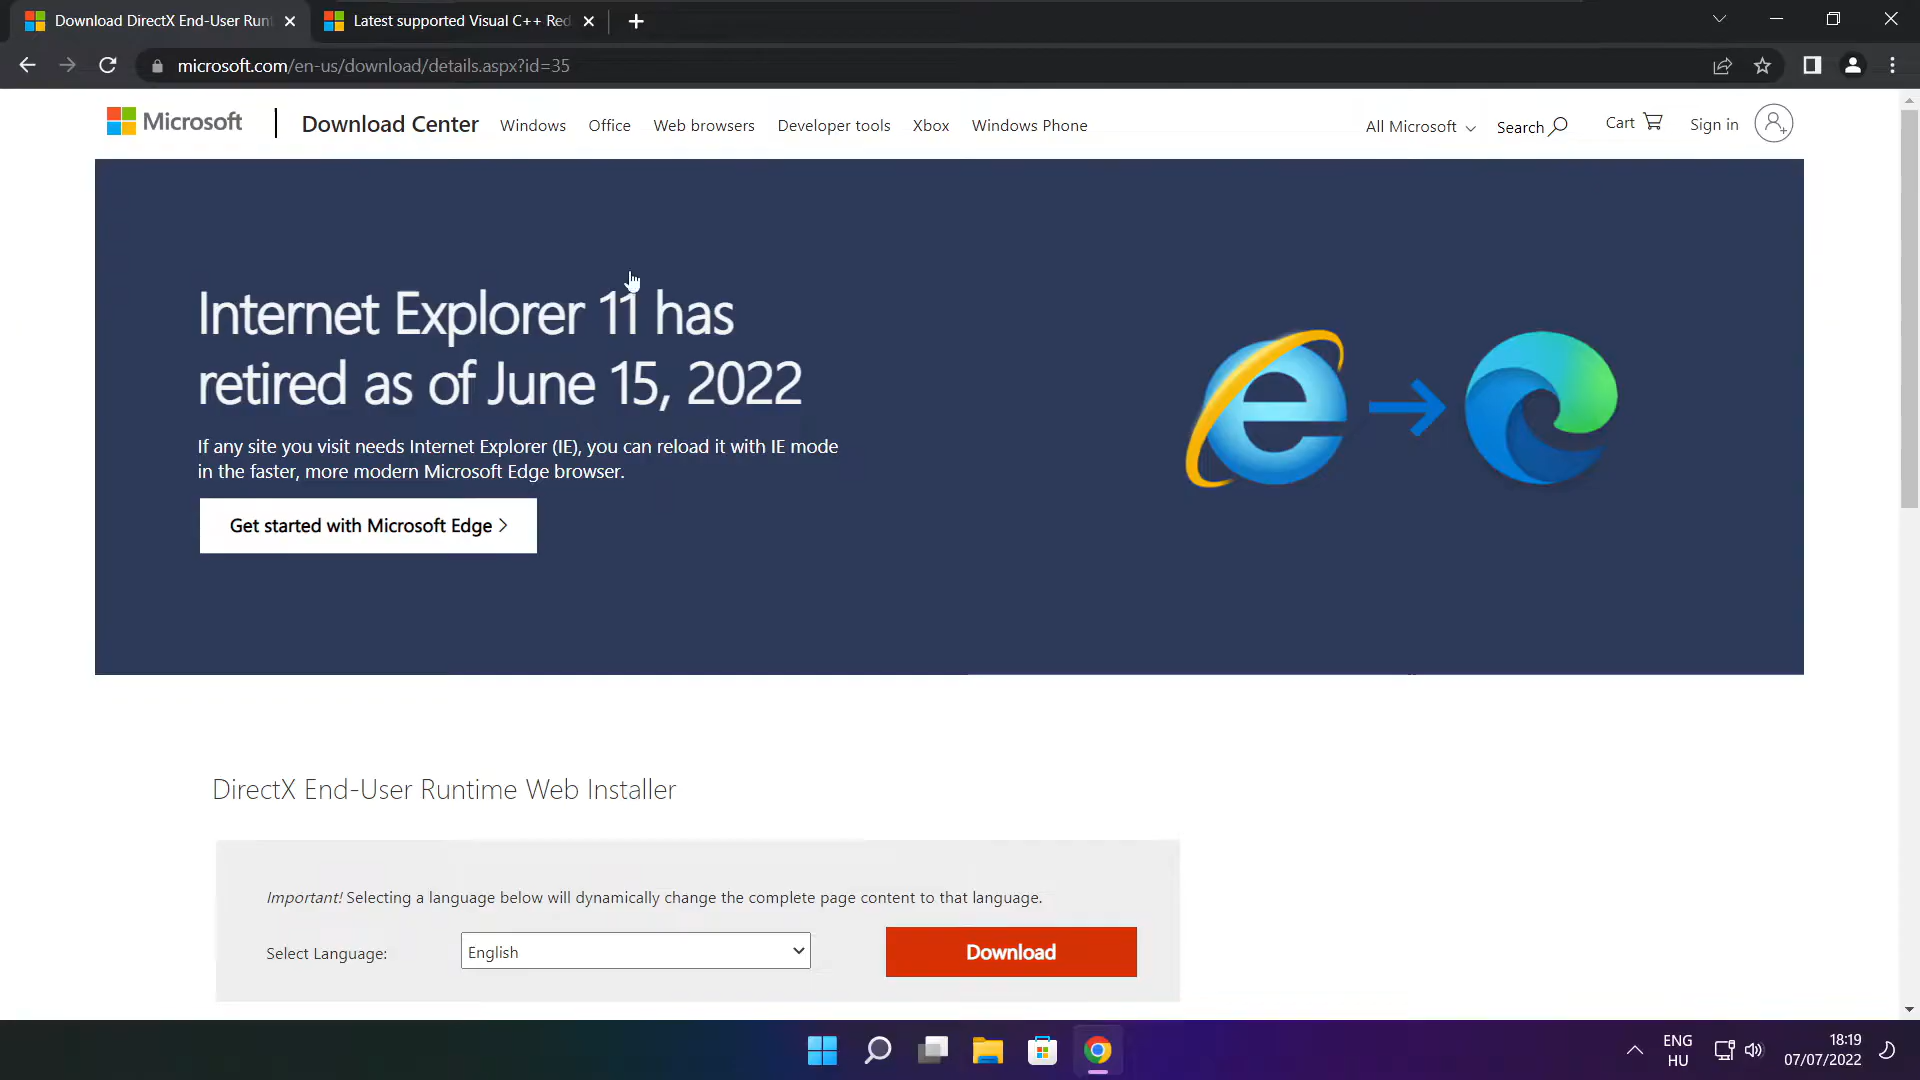 Download DirectX End-User Runt
Latest supported Visual C++ Red
microsoft.com/en-us/download/details.aspx?id=35
Microsoft
Download Center
Windows
Office
Web browsers
Developer tools
Xbox
Windows Phone
All Microsoft
Search
Cart
Sign in
Internet Explorer 11 has
retired as of June 15, 2022
If any site you visit needs Internet Explorer (IE), you can reload it with IE mode
in the faster, more modern Microsoft Edge browser.
Get started with Microsoft Edge >
DirectX End-User Runtime Web Installer
Important! Selecting a language below will dynamically change the complete page content to that language.
Select Language:
English
Download
ENG
HU
18:19
07/07/2022